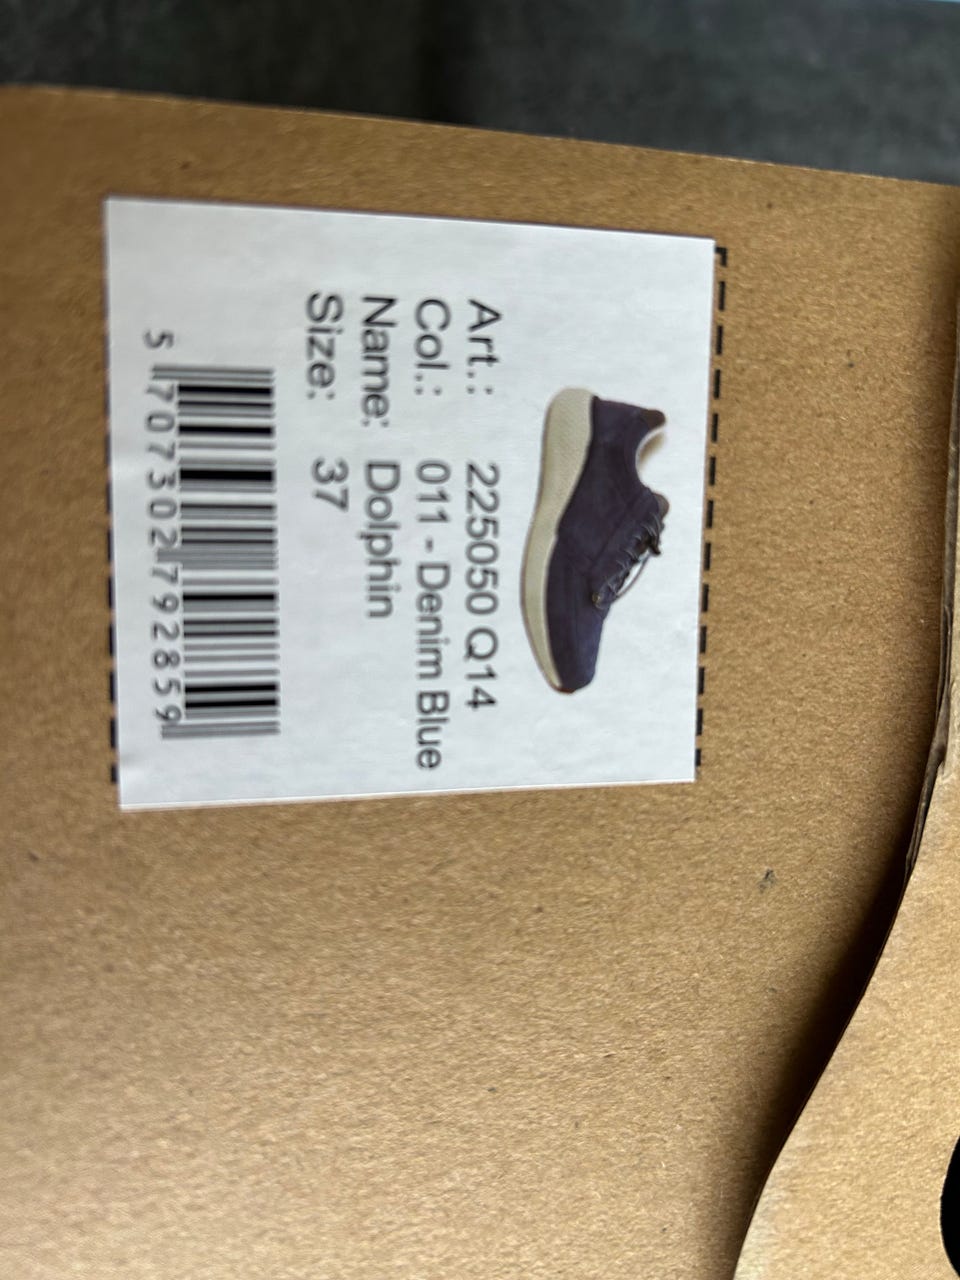 Art.: 225050 Q14
Col.: 011 - Denim Blue
Name: Dolphin
Size: 37
5 707302 792859